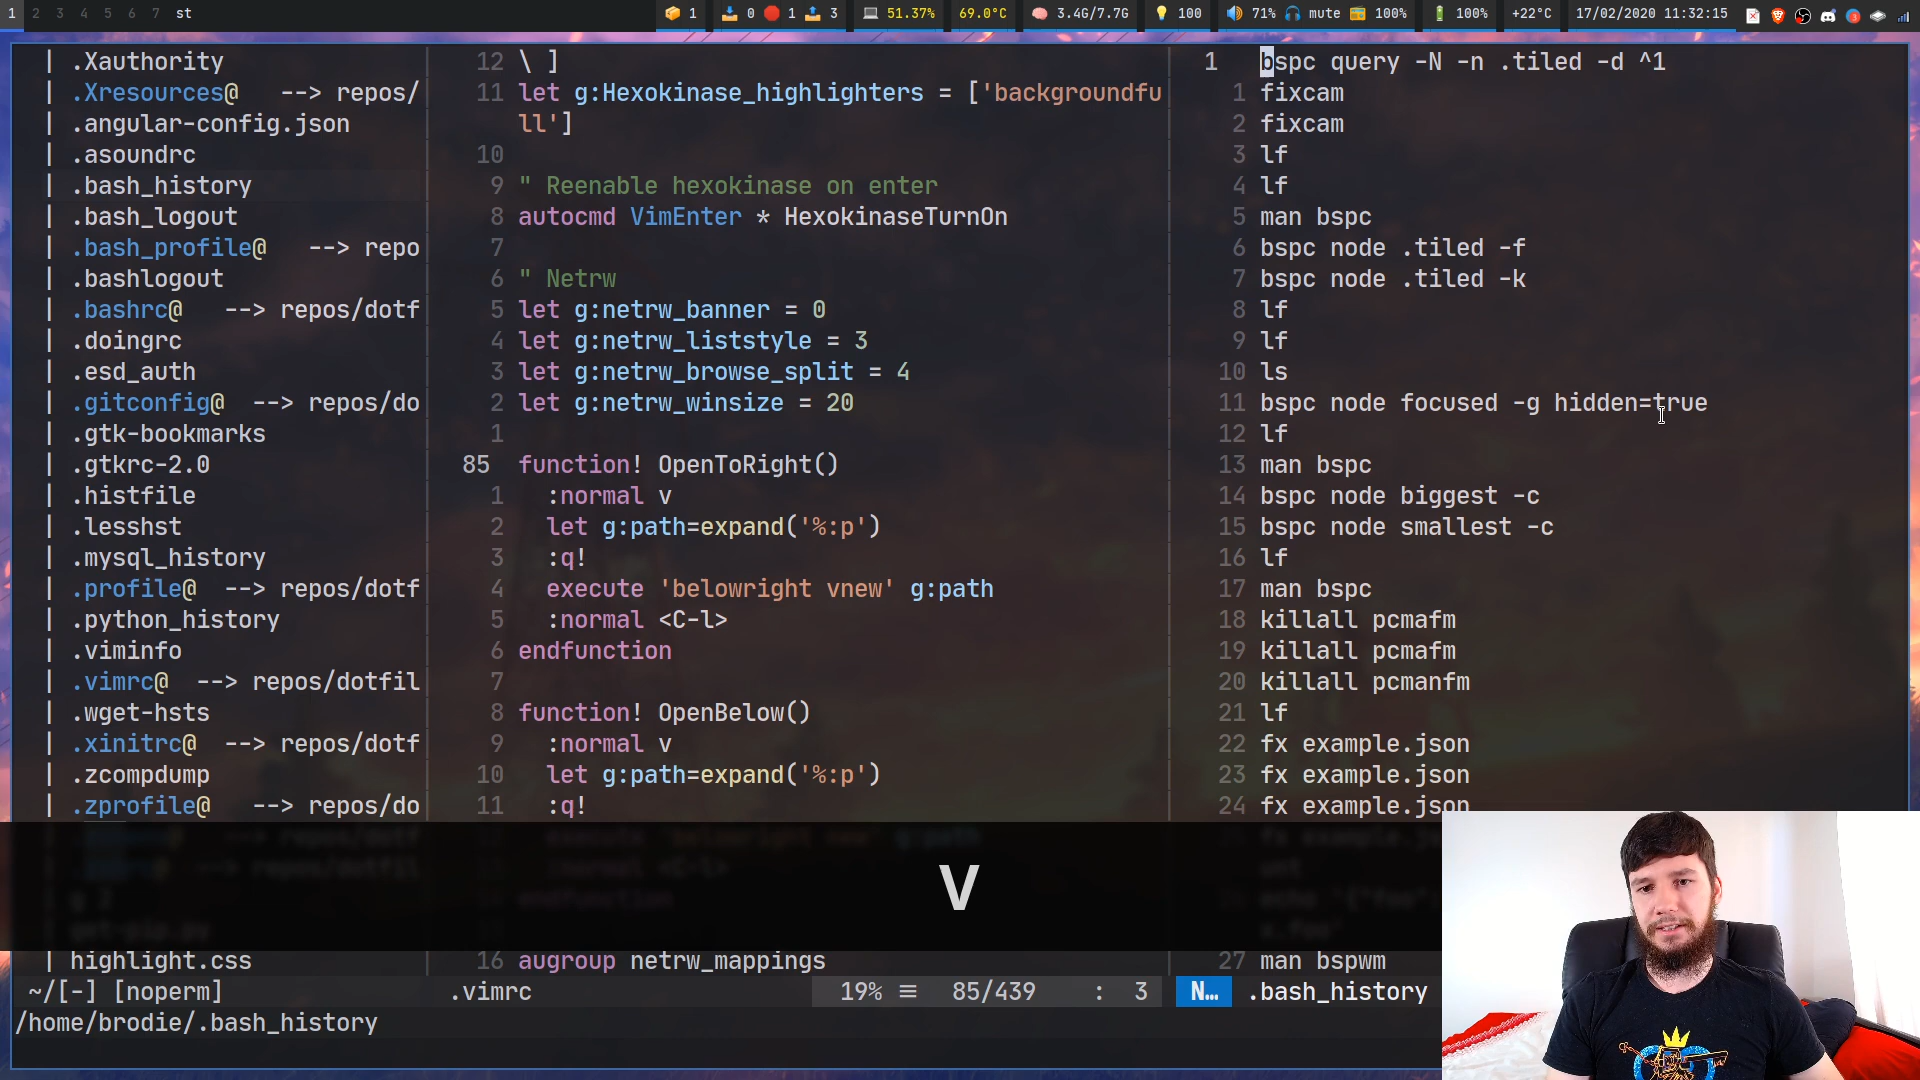 1 2 3 4 5 6 7 st
1 0 1 3 51.37% 69.0°C 3.4G/7.7G 100 71% mute 100% 100% +22°C 17/02/2020 11:32:15
| .Xauthority
| .Xresources@ --> repos/
| .angular-config.json
| .asoundrc
| .bash_history
| .bash_logout
| .bash_profile@ --> repo
| .bashlogout
| .bashrc@ --> repos/dotf
| .doingrc
| .esd_auth
| .gitconfig@ --> repos/do
| .gtk-bookmarks
| .gtkrc-2.0
| .histfile
| .lesshst
| .mysql_history
| .profile@ --> repos/dotf
| .python_history
| .viminfo
| .vimrc@ --> repos/dotfil
| .wget-hsts
| .xinitrc@ --> repos/dotf
| .zcompdump
| .zprofile@ --> repos/do
| g 2
| get-pip.py
| highlight.css
~/[-] [noperm]
12 \ ]
11 let g:Hexokinase_highlighters = ['backgroundfu
ll']
10
9 " Reenable hexokinase on enter
8 autocmd VimEnter * HexokinaseTurnOn
7
6 " Netrw
5 let g:netrw_banner = 0
4 let g:netrw_liststyle = 3
3 let g:netrw_browse_split = 4
2 let g:netrw_winsize = 20
1
85 function! OpenToRight()
1 :normal v
2 let g:path=expand('%:p')
3 :q!
4 execute 'belowright vnew' g:path
5 :normal <C-l>
6 endfunction
7
8 function! OpenBelow()
9 :normal v
10 let g:path=expand('%:p')
11 :q!
execute 'belowright new' g:path
:normal <C-l>
endfunction
16 augroup netrw_mappings
.vimrc 19% ≡ 85/439 : 3
1 bspc query -N -n .tiled -d ^1
1 fixcam
2 fixcam
3 lf
4 lf
5 man bspc
6 bspc node .tiled -f
7 bspc node .tiled -k
8 lf
9 lf
10 ls
11 bspc node focused -g hidden=true
12 lf
13 man bspc
14 bspc node biggest -c
15 bspc node smallest -c
16 lf
17 man bspc
18 killall pcmafm
19 killall pcmafm
20 killall pcmanfm
21 lf
22 fx example.json
23 fx example.json
24 fx example.json
27 man bspwm
N… .bash_history
V
/home/brodie/.bash_history